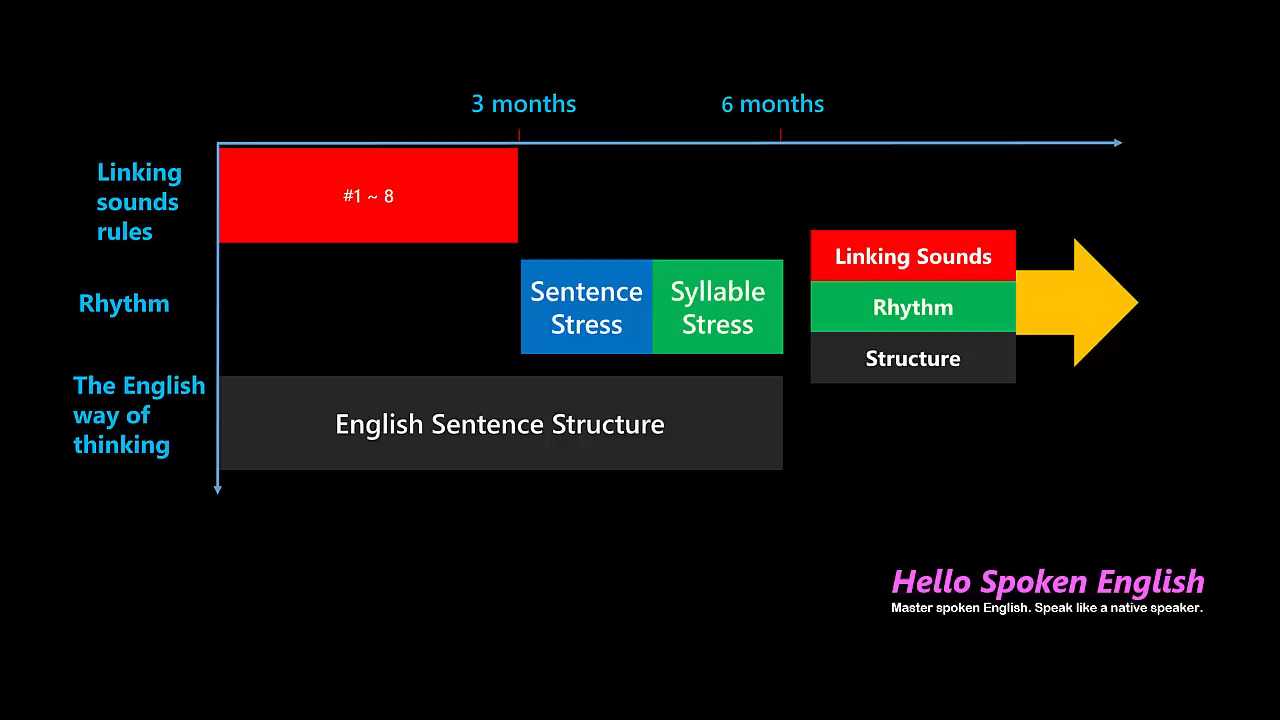 3 months
6 months
Linking
sounds
rules
#1 ~ 8
Linking Sounds
Rhythm
Sentence
Stress
Syllable
Stress
Rhythm
Structure
The English
way of
thinking
English Sentence Structure
Hello Spoken English
Master spoken English. Speak like a native speaker.